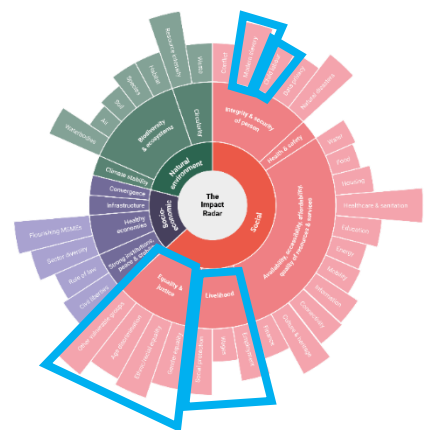 The
Impact
Radar
Social
Natural
environment
Socio-
economic
Integrity & security
of person
Health & safety
Availability, accessibility, affordability,
quality of resources & services
Livelihood
Equality &
Justice
Strong institutions,
peace & stability
Healthy
economies
Infrastructure
Convergence
Climate stability
Biodiversity
& ecosystems
Circularity
Conflict
Modern slavery
Child labour
Data privacy
Natural disasters
Water
Food
Housing
Healthcare & sanitation
Education
Energy
Mobility
Information
Connectivity
Culture & heritage
Finance
Employment
Wages
Social protection
Gender equality
Ethnic / racial equality
Age discrimination
Other vulnerable groups
Civil liberties
Rule of law
Sector diversity
Flourishing MSMEs
Waterbodies
Air
Soil
Species
Habitat
Resource intensity
Waste